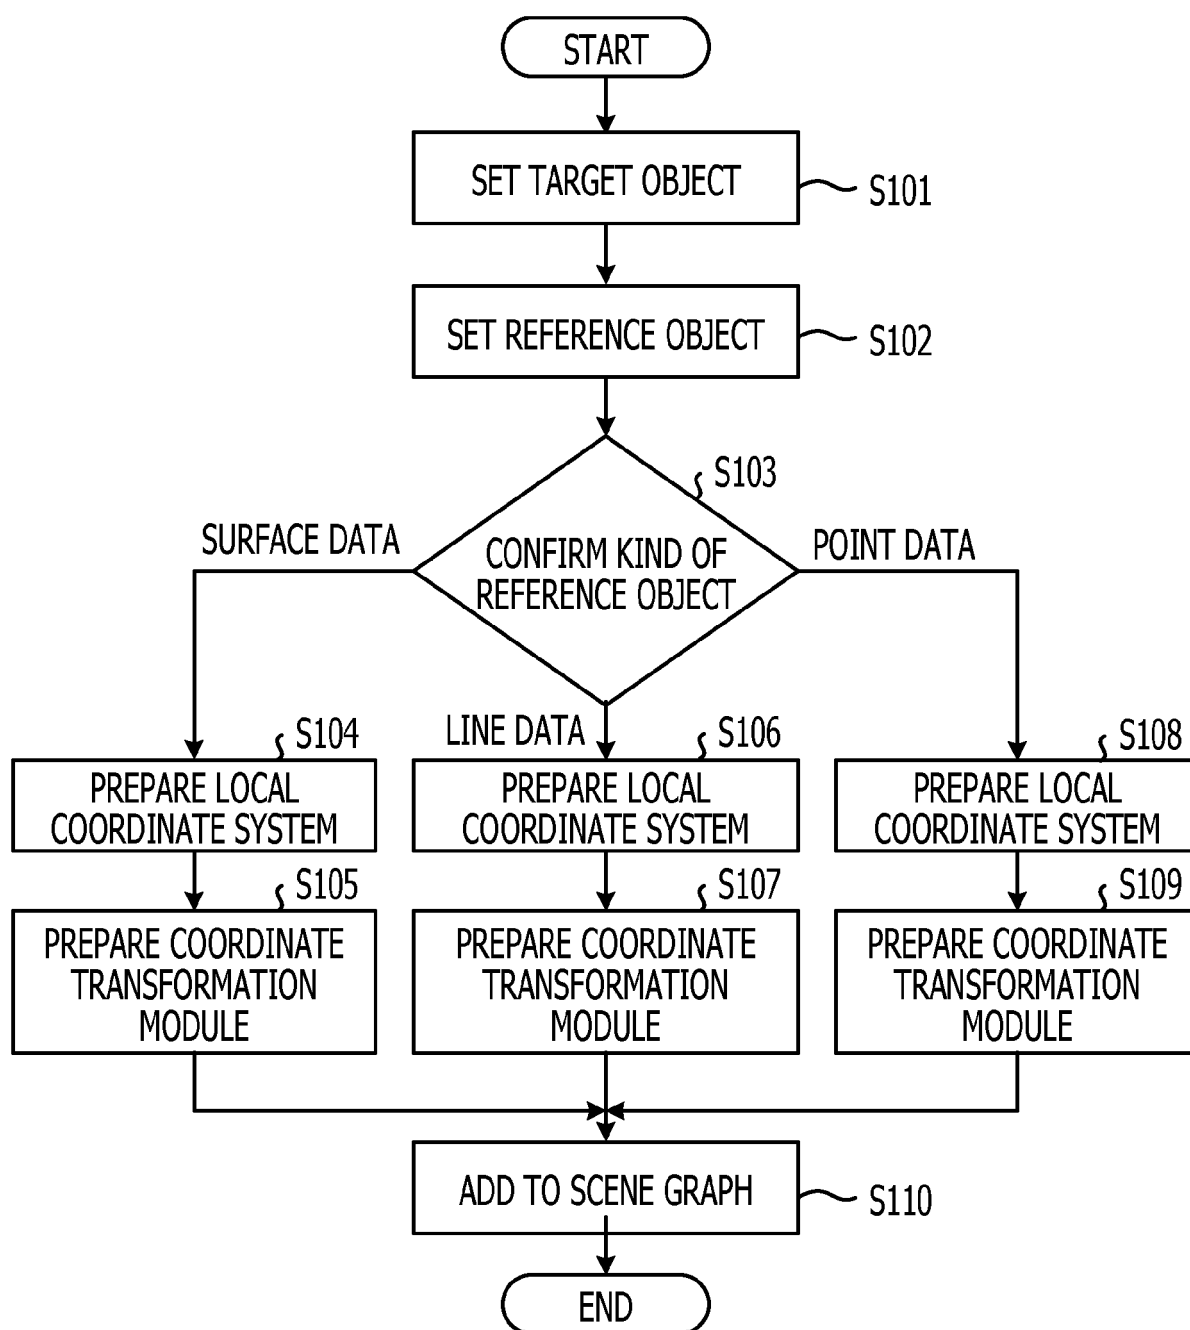 START
SET TARGET OBJECT
S101
SET REFERENCE OBJECT
S102
S103
SURFACE DATA
CONFIRM KIND OF
REFERENCE OBJECT
POINT DATA
LINE DATA
S104
PREPARE LOCAL
COORDINATE SYSTEM
S106
PREPARE LOCAL
COORDINATE SYSTEM
S108
PREPARE LOCAL
COORDINATE SYSTEM
S105
PREPARE COORDINATE
TRANSFORMATION
MODULE
S107
PREPARE COORDINATE
TRANSFORMATION
MODULE
S109
PREPARE COORDINATE
TRANSFORMATION
MODULE
ADD TO SCENE GRAPH
S110
END